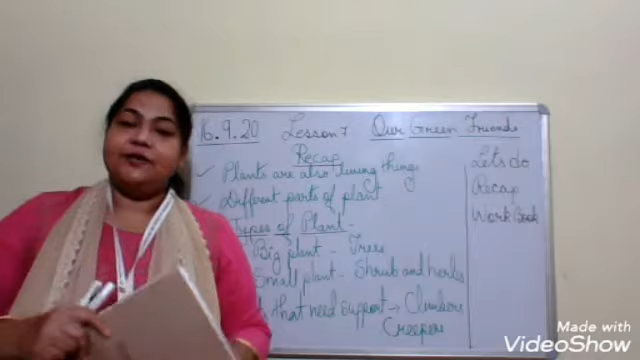 16.9.20 Lesson 7 Our Green Friends
Recap
✓ Plants are also living things
✓ Different parts of plant
Types of Plant -
Big plant - Trees
Small plant - Shrub and herbs
that need support → Climbers
Creepers
Lets do
Recap
Work Book
Made with
VideoShow